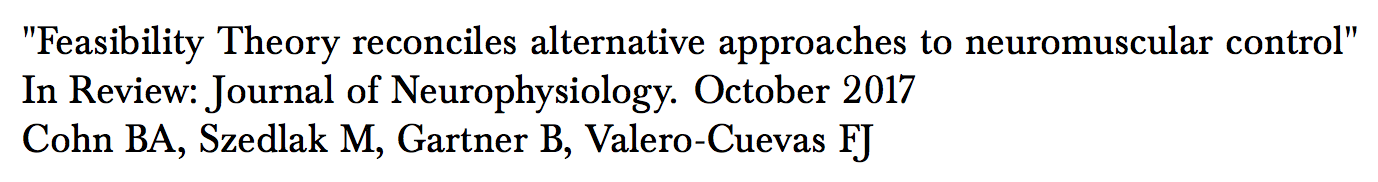 "Feasibility Theory reconciles alternative approaches to neuromuscular control"
In Review: Journal of Neurophysiology. October 2017
Cohn BA, Szedlak M, Gartner B, Valero-Cuevas FJ